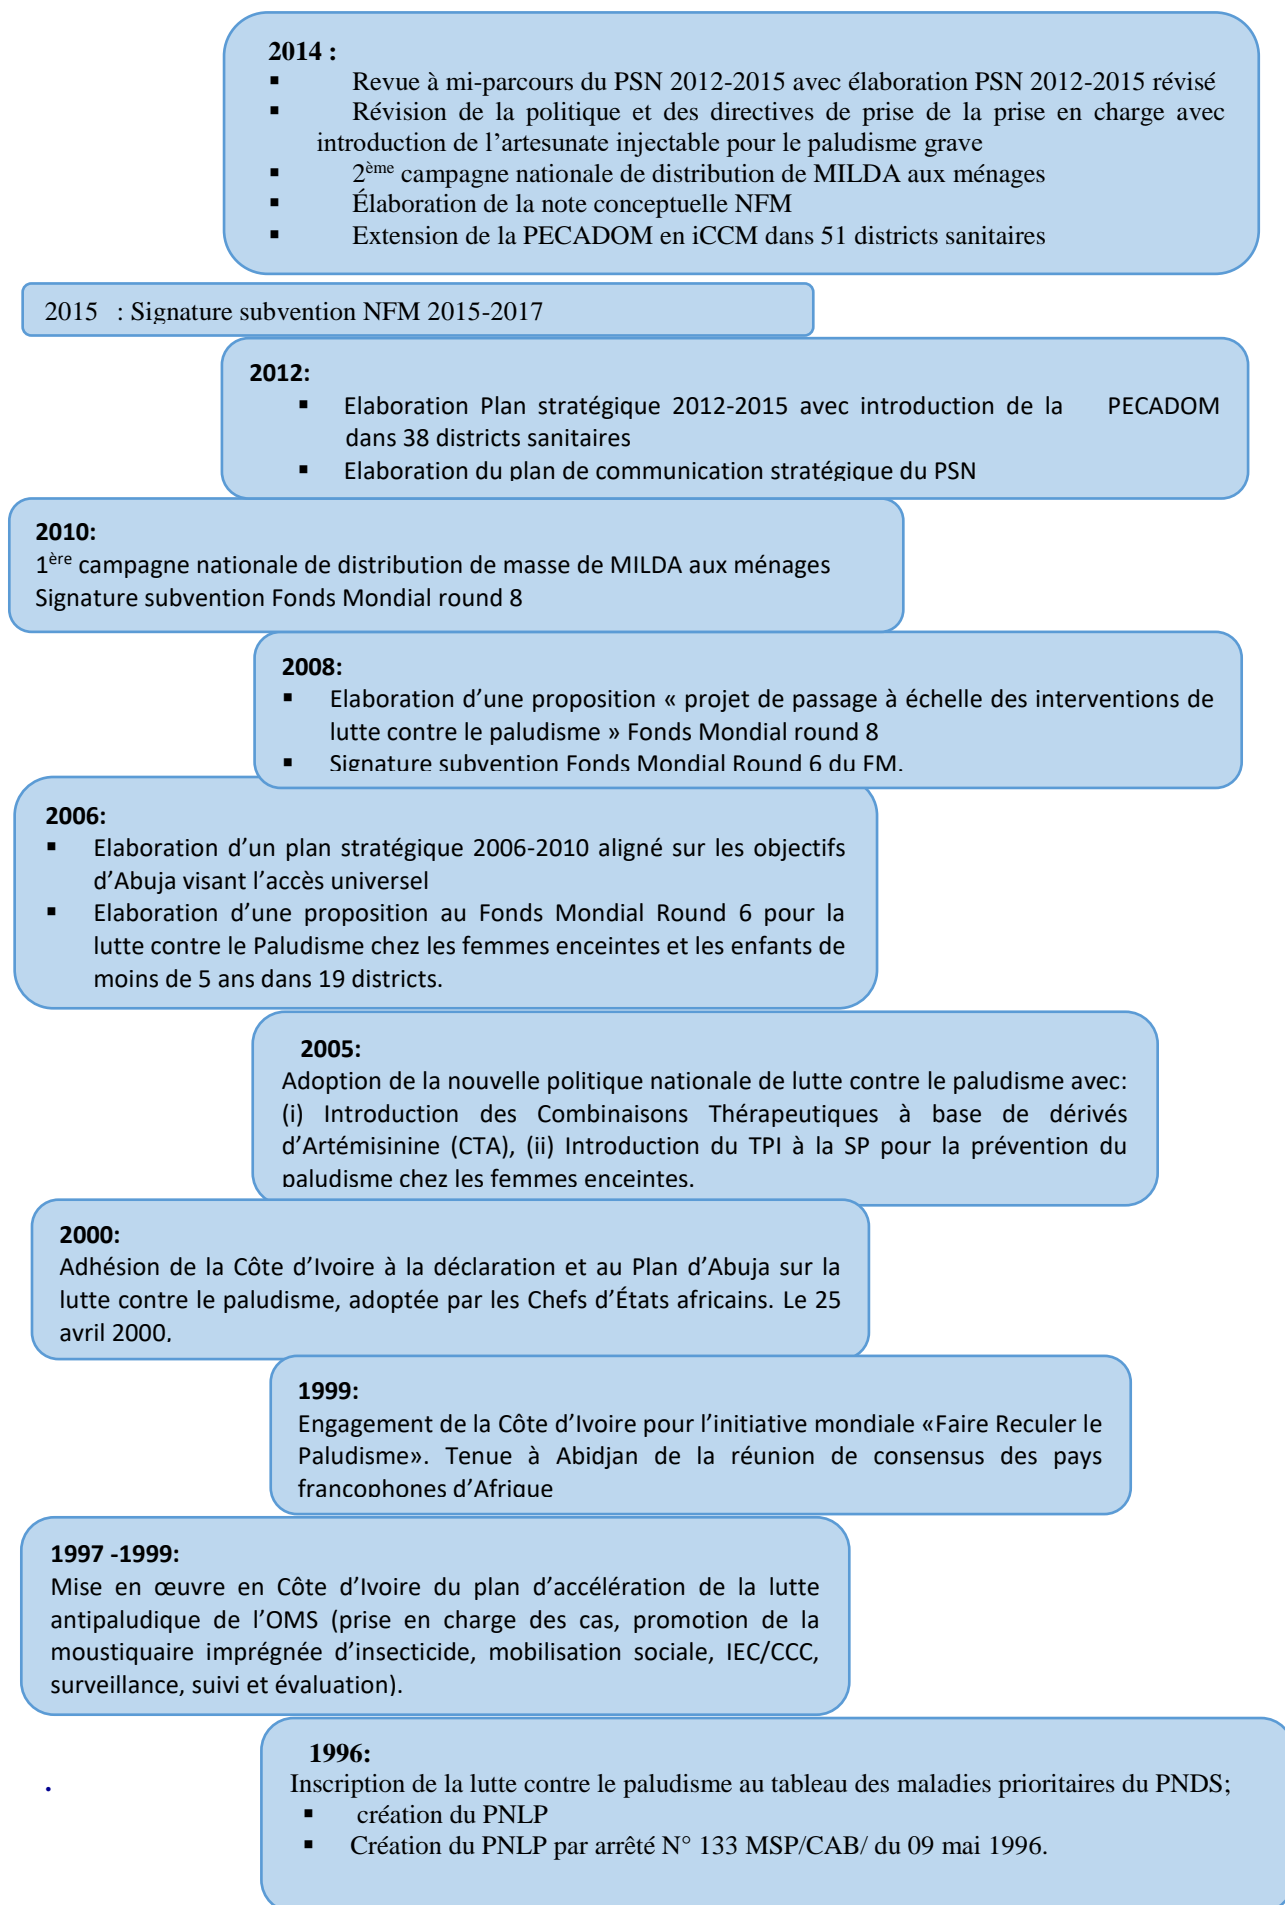 2014 :
▪ Revue à mi-parcours du PSN 2012-2015 avec élaboration PSN 2012-2015 révisé
▪ Révision de la politique et des directives de prise de la prise en charge avec
introduction de l’artesunate injectable pour le paludisme grave
▪ 2ème campagne nationale de distribution de MILDA aux ménages
▪ Élaboration de la note conceptuelle NFM
▪ Extension de la PECADOM en iCCM dans 51 districts sanitaires
2015 : Signature subvention NFM 2015-2017
2012:
▪ Elaboration Plan stratégique 2012-2015 avec introduction de la PECADOM
dans 38 districts sanitaires
▪ Elaboration du plan de communication stratégique du PSN
2010:
1ère campagne nationale de distribution de masse de MILDA aux ménages
Signature subvention Fonds Mondial round 8
2008:
▪ Elaboration d’une proposition « projet de passage à échelle des interventions de
lutte contre le paludisme » Fonds Mondial round 8
▪ Signature subvention Fonds Mondial Round 6 du FM.
2006:
▪ Elaboration d’un plan stratégique 2006-2010 aligné sur les objectifs
d’Abuja visant l’accès universel
▪ Elaboration d’une proposition au Fonds Mondial Round 6 pour la
lutte contre le Paludisme chez les femmes enceintes et les enfants de
moins de 5 ans dans 19 districts.
2005:
Adoption de la nouvelle politique nationale de lutte contre le paludisme avec:
(i) Introduction des Combinaisons Thérapeutiques à base de dérivés
d’Artémisinine (CTA), (ii) Introduction du TPI à la SP pour la prévention du
paludisme chez les femmes enceintes.
2000:
Adhésion de la Côte d’Ivoire à la déclaration et au Plan d’Abuja sur la
lutte contre le paludisme, adoptée par les Chefs d’États africains. Le 25
avril 2000.
1999:
Engagement de la Côte d’Ivoire pour l’initiative mondiale «Faire Reculer le
Paludisme». Tenue à Abidjan de la réunion de consensus des pays
francophones d’Afrique
1997 -1999:
Mise en œuvre en Côte d’Ivoire du plan d’accélération de la lutte
antipaludique de l’OMS (prise en charge des cas, promotion de la
moustiquaire imprégnée d’insecticide, mobilisation sociale, IEC/CCC,
surveillance, suivi et évaluation).
1996:
.
Inscription de la lutte contre le paludisme au tableau des maladies prioritaires du PNDS;
▪ création du PNLP
▪ Création du PNLP par arrêté N° 133 MSP/CAB/ du 09 mai 1996.